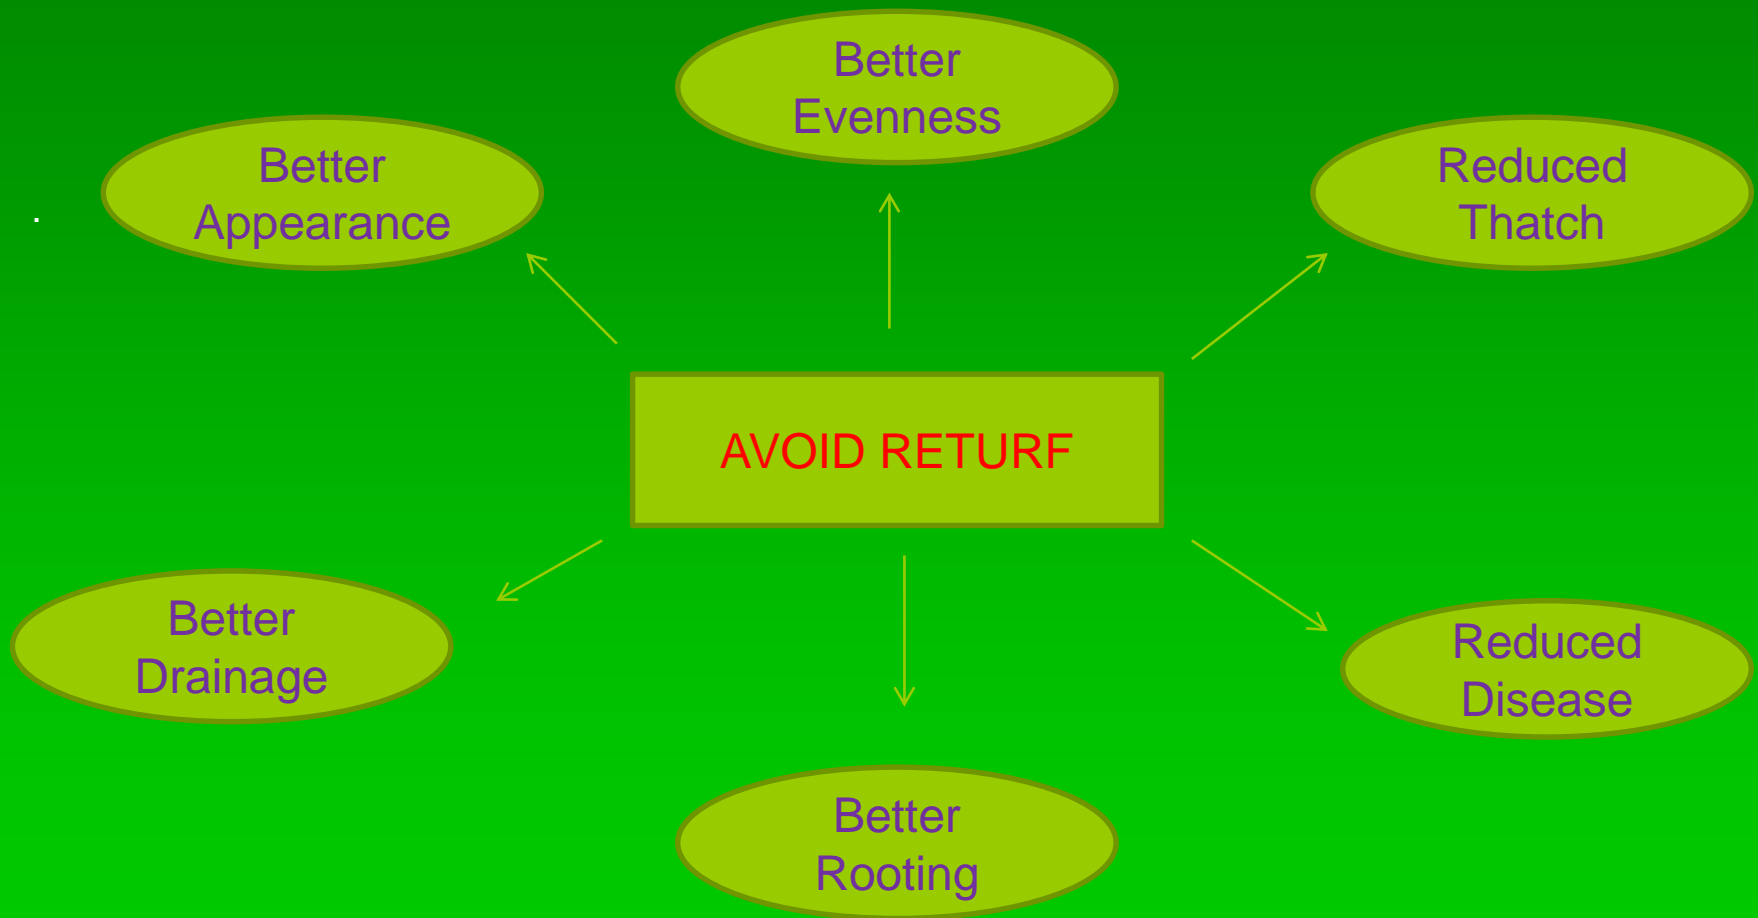 Better
Evenness
Better
Appearance
Reduced
Thatch
.
AVOID RETURF
Better
Drainage
Reduced
Disease
Better
Rooting